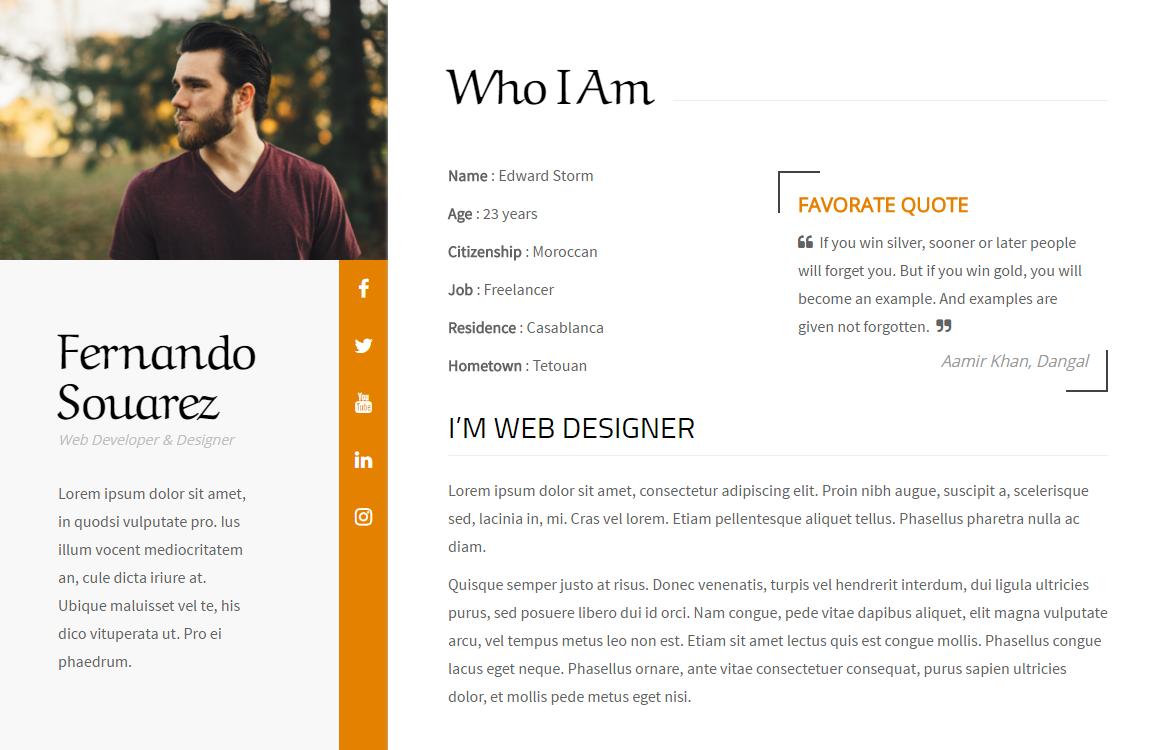 Fernando
Souarez
Web Developer & Designer
Lorem ipsum dolor sit amet,
in quodsi vulputate pro. Ius
illum vocent mediocritatem
an, cule dicta iriure at.
Ubique maluisset vel te, his
dico vituperata ut. Pro ei
phaedrum.
You
Tube
in
Who I Am
Name : Edward Storm
Age : 23 years
Citizenship : Moroccan
Job : Freelancer
Residence : Casablanca
Hometown : Tetouan
FAVORATE QUOTE
❝ If you win silver, sooner or later people
will forget you. But if you win gold, you will
become an example. And examples are
given not forgotten. ❞
Aamir Khan, Dangal
I’M WEB DESIGNER
Lorem ipsum dolor sit amet, consectetur adipiscing elit. Proin nibh augue, suscipit a, scelerisque
sed, lacinia in, mi. Cras vel lorem. Etiam pellentesque aliquet tellus. Phasellus pharetra nulla ac
diam.
Quisque semper justo at risus. Donec venenatis, turpis vel hendrerit interdum, dui ligula ultricies
purus, sed posuere libero dui id orci. Nam congue, pede vitae dapibus aliquet, elit magna vulputate
arcu, vel tempus metus leo non est. Etiam sit amet lectus quis est congue mollis. Phasellus congue
lacus eget neque. Phasellus ornare, ante vitae consectetuer consequat, purus sapien ultricies
dolor, et mollis pede metus eget nisi.